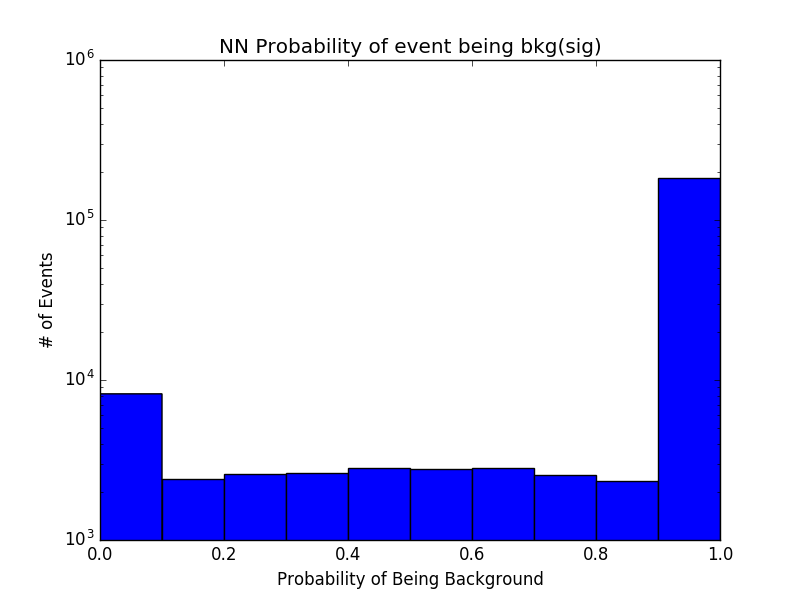 NN Probability of event being bkg(sig)
10^6
10^5
10^4
10^3
# of Events
0.0 0.2 0.4 0.6 0.8 1.0
Probability of Being Background